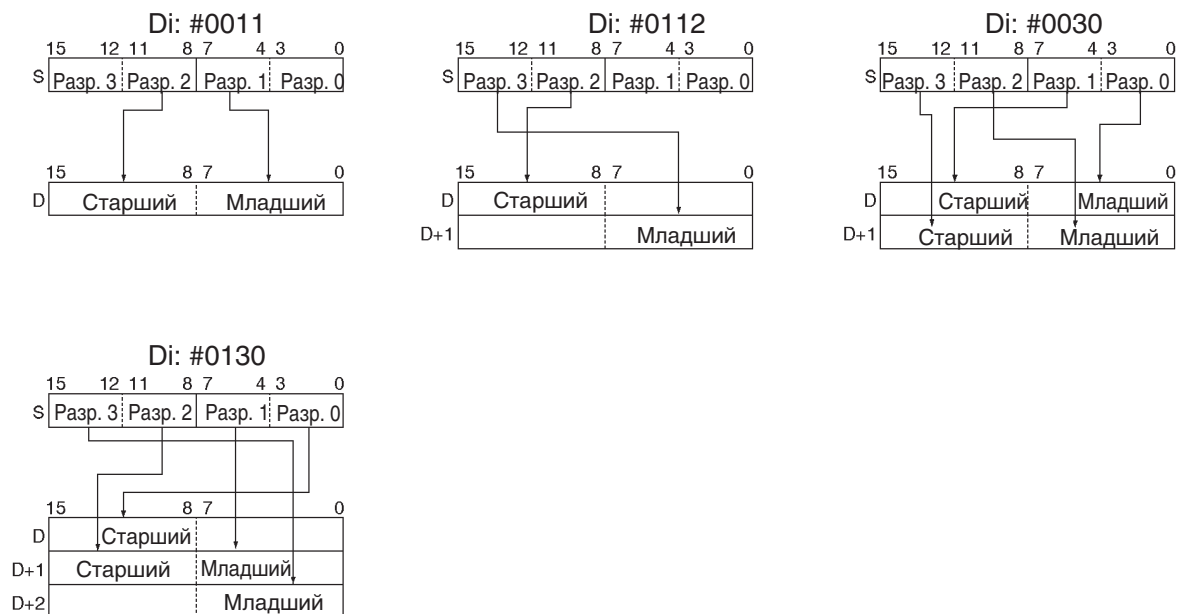 Di: #0011 Di: #0112 Di: #0030
15 12 11 8 7 4 3 0 15 12 11 8 7 4 3 0 15 12 11 8 7 4 3 0
S Разр. 3 Разр. 2 Разр. 1 Разр. 0 S Разр. 3 Разр. 2 Разр. 1 Разр. 0 S Разр. 3 Разр. 2 Разр. 1 Разр. 0
15 8 7 0 15 8 7 0 15 8 7 0
D Старший Младший D Старший D Старший Младший
D+1 Младший D+1 Старший Младший
Di: #0130
15 12 11 8 7 4 3 0
S Разр. 3 Разр. 2 Разр. 1 Разр. 0
15 8 7 0
D Старший
D+1 Старший Младший
D+2 Младший